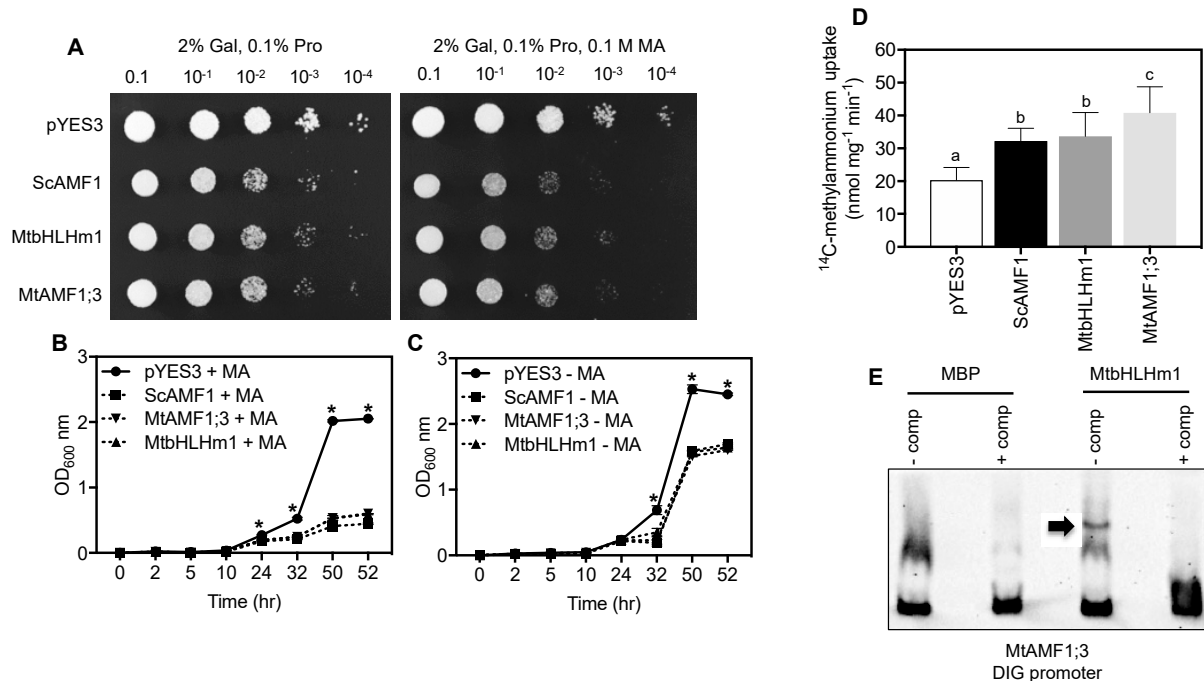 A
2% Gal, 0.1% Pro
2% Gal, 0.1% Pro, 0.1 M MA
0.1 10⁻¹ 10⁻² 10⁻³ 10⁻⁴
0.1 10⁻¹ 10⁻² 10⁻³ 10⁻⁴
pYES3
ScAMF1
MtbHLHm1
MtAMF1;3
B
3
2
1
0
OD₆₀₀ nm
pYES3 + MA
ScAMF1 + MA
MtAMF1;3 + MA
MtbHLHm1 + MA
* * * *
0 2 5 10 24 32 50 52
Time (hr)
C
3
2
1
0
OD₆₀₀ nm
pYES3 - MA
ScAMF1 - MA
MtAMF1;3 - MA
MtbHLHm1 - MA
* * *
0 2 5 10 24 32 50 52
Time (hr)
D
¹⁴C-methylammonium uptake
(nmol mg⁻¹ min⁻¹)
60
50
40
30
20
10
0
a b b c
pYES3
ScAMF1
MtbHLHm1
MtAMF1;3
E
MBP MtbHLHm1
- comp
+ comp
- comp
+ comp
MtAMF1;3
DIG promoter